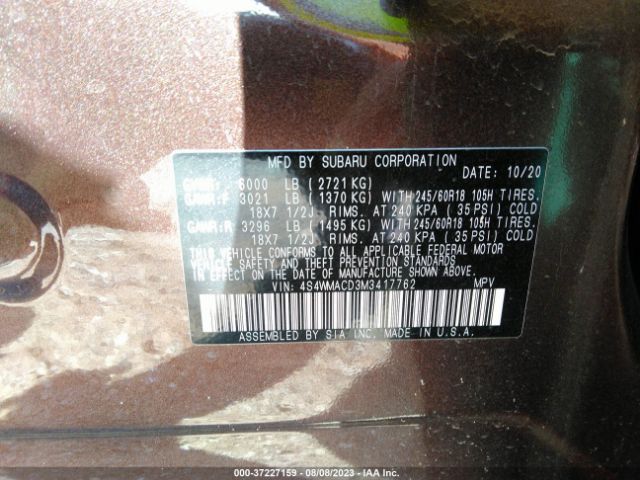 MFD BY SUBARU CORPORATION
DATE: 10/20
GVWR: 6000 LB ( 2721 KG)
GAWR:F 3021 LB ( 1370 KG) WITH 245/60R18 105H TIRES.
18X7 1/2J RIMS. AT 240 KPA ( 35 PSI) COLD
GAWR:R 3296 LB ( 1495 KG) WITH 245/60R18 105H TIRES.
18X7 1/2J RIMS. AT 240 KPA ( 35 PSI) COLD
THIS VEHICLE CONFORMS TO ALL APPLICABLE FEDERAL MOTOR
VEHICLE SAFETY AND THEFT PREVENTION STANDARDS
IN EFFECT ON THE DATE OF MANUFACTURE SHOWN ABOVE.
VIN: 4S4WMACD3M3417762 MPV
ASSEMBLED BY SIA INC. MADE IN U.S.A.
000-37227159 - 08/08/2023 - IAA Inc.